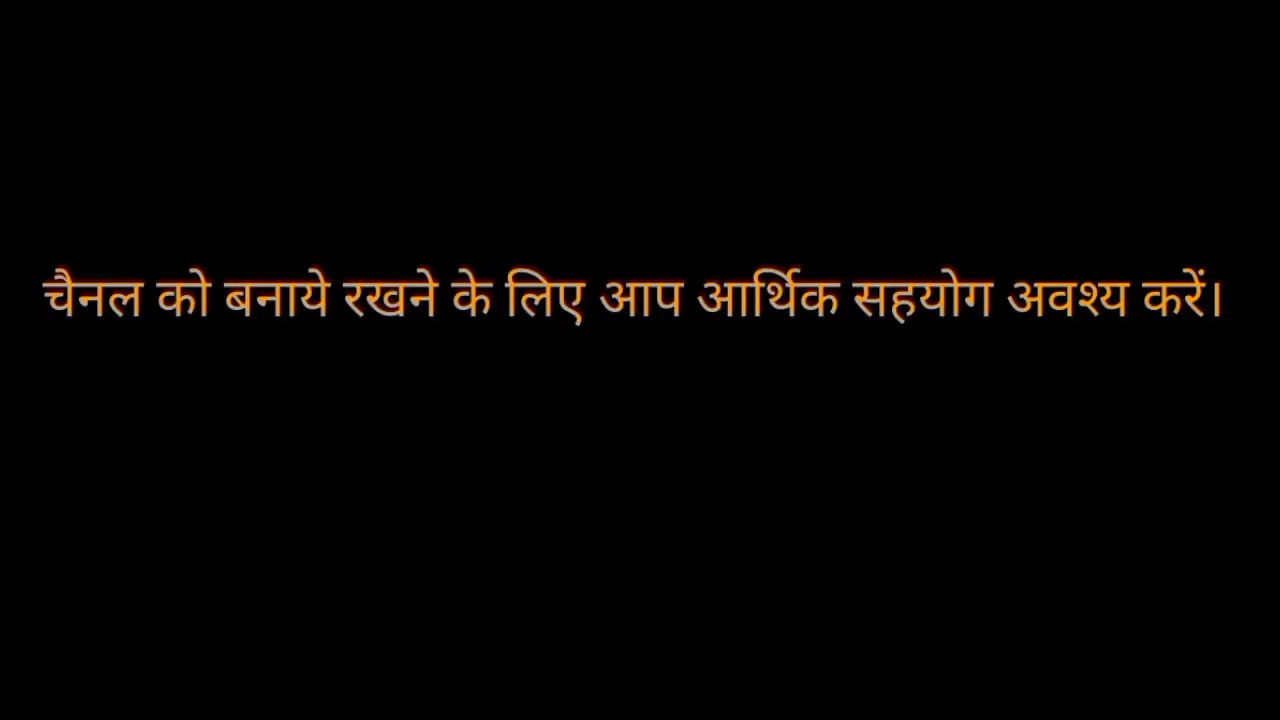 चैनल को बनाये रखने के लिए आप आर्थिक सहयोग अवश्य करें।